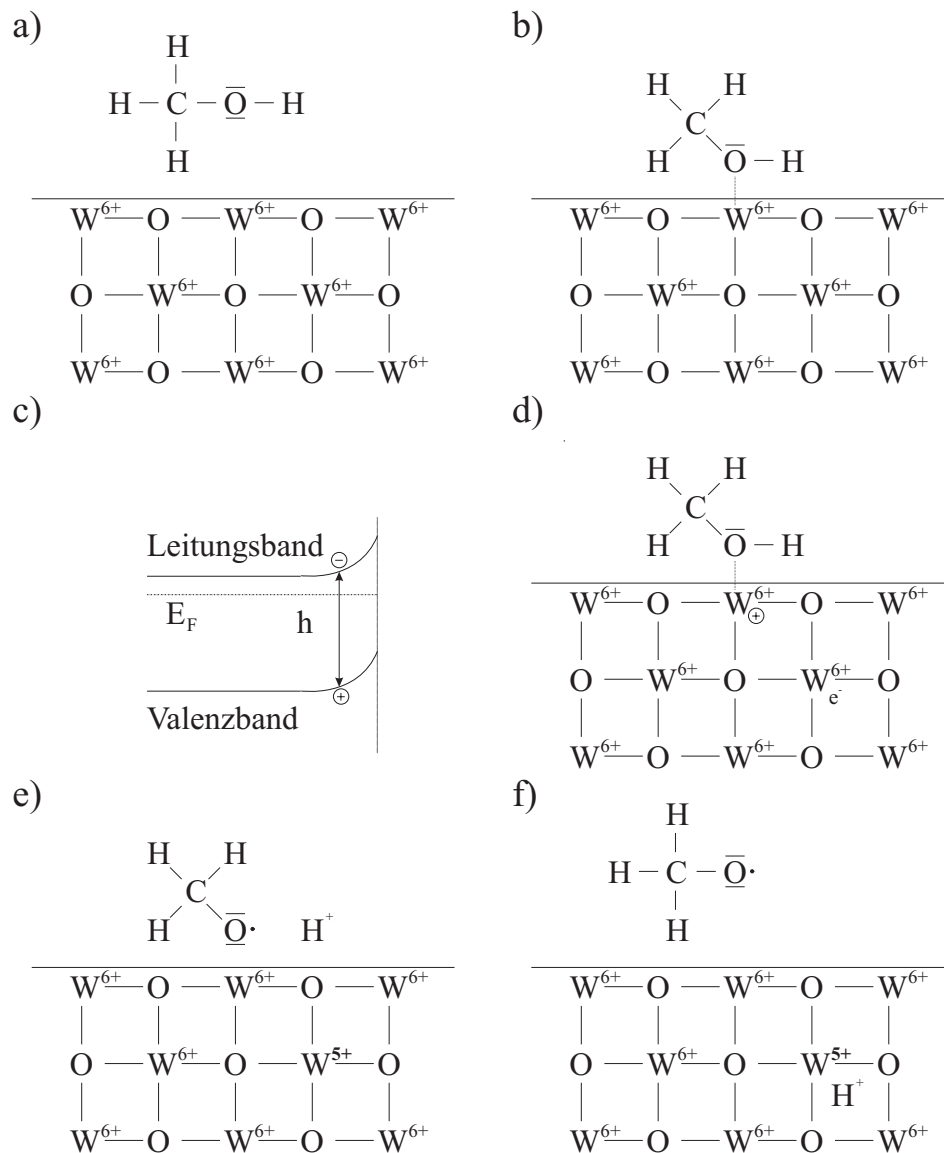 a)
H
H – C – O – H
H
W6+ O W6+ O W6+
O W6+ O W6+ O
W6+ O W6+ O W6+
b)
H H
C
H O – H
W6+ O W6+ O W6+
O W6+ O W6+ O
W6+ O W6+ O W6+
c)
Leitungsband –
EF
h
+
Valenzband
d)
H H
C
H O – H
W6+ O W6+ O W6+
+
O W6+ O W6+ O
e-
W6+ O W6+ O W6+
e)
H H
C
H O· H+
W6+ O W6+ O W6+
O W6+ O W5+ O
W6+ O W6+ O W6+
f)
H
H – C – O·
H
W6+ O W6+ O W6+
O W6+ O W5+ O
H+
W6+ O W6+ O W6+